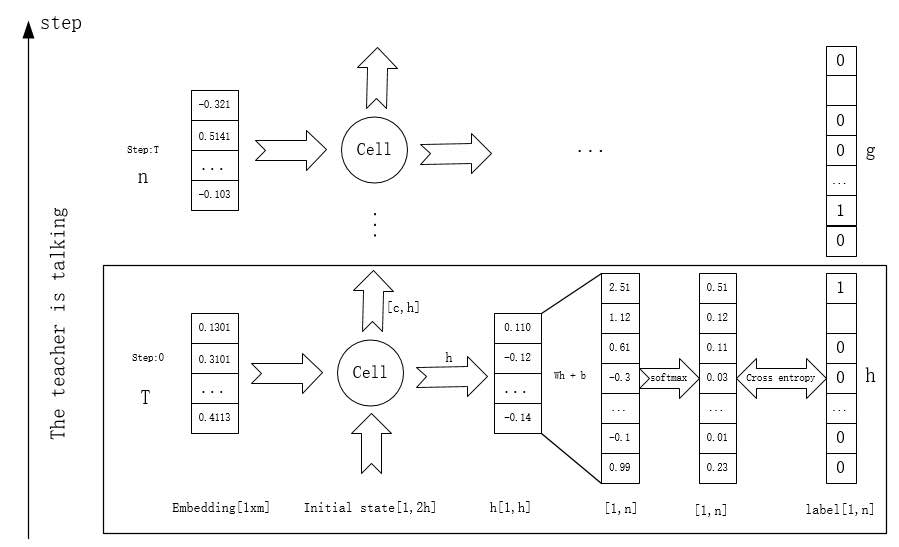 step
The teacher is talking
Step:T
n
-0.321
0.5141
...
-0.103
Cell
...
0
0
0
...
1
0
g
...
Step:0
T
0.1301
0.3101
...
0.4113
Cell
[c,h]
h
0.110
-0.12
...
-0.14
Wh + b
2.51
1.12
0.61
-0.3
...
-0.1
0.99
softmax
0.51
0.12
0.11
0.03
...
0.01
0.23
Cross entropy
1
0
0
...
0
0
h
Embedding[1xm]
Initial state[1,2h]
h[1,h]
[1,n]
[1,n]
label[1,n]